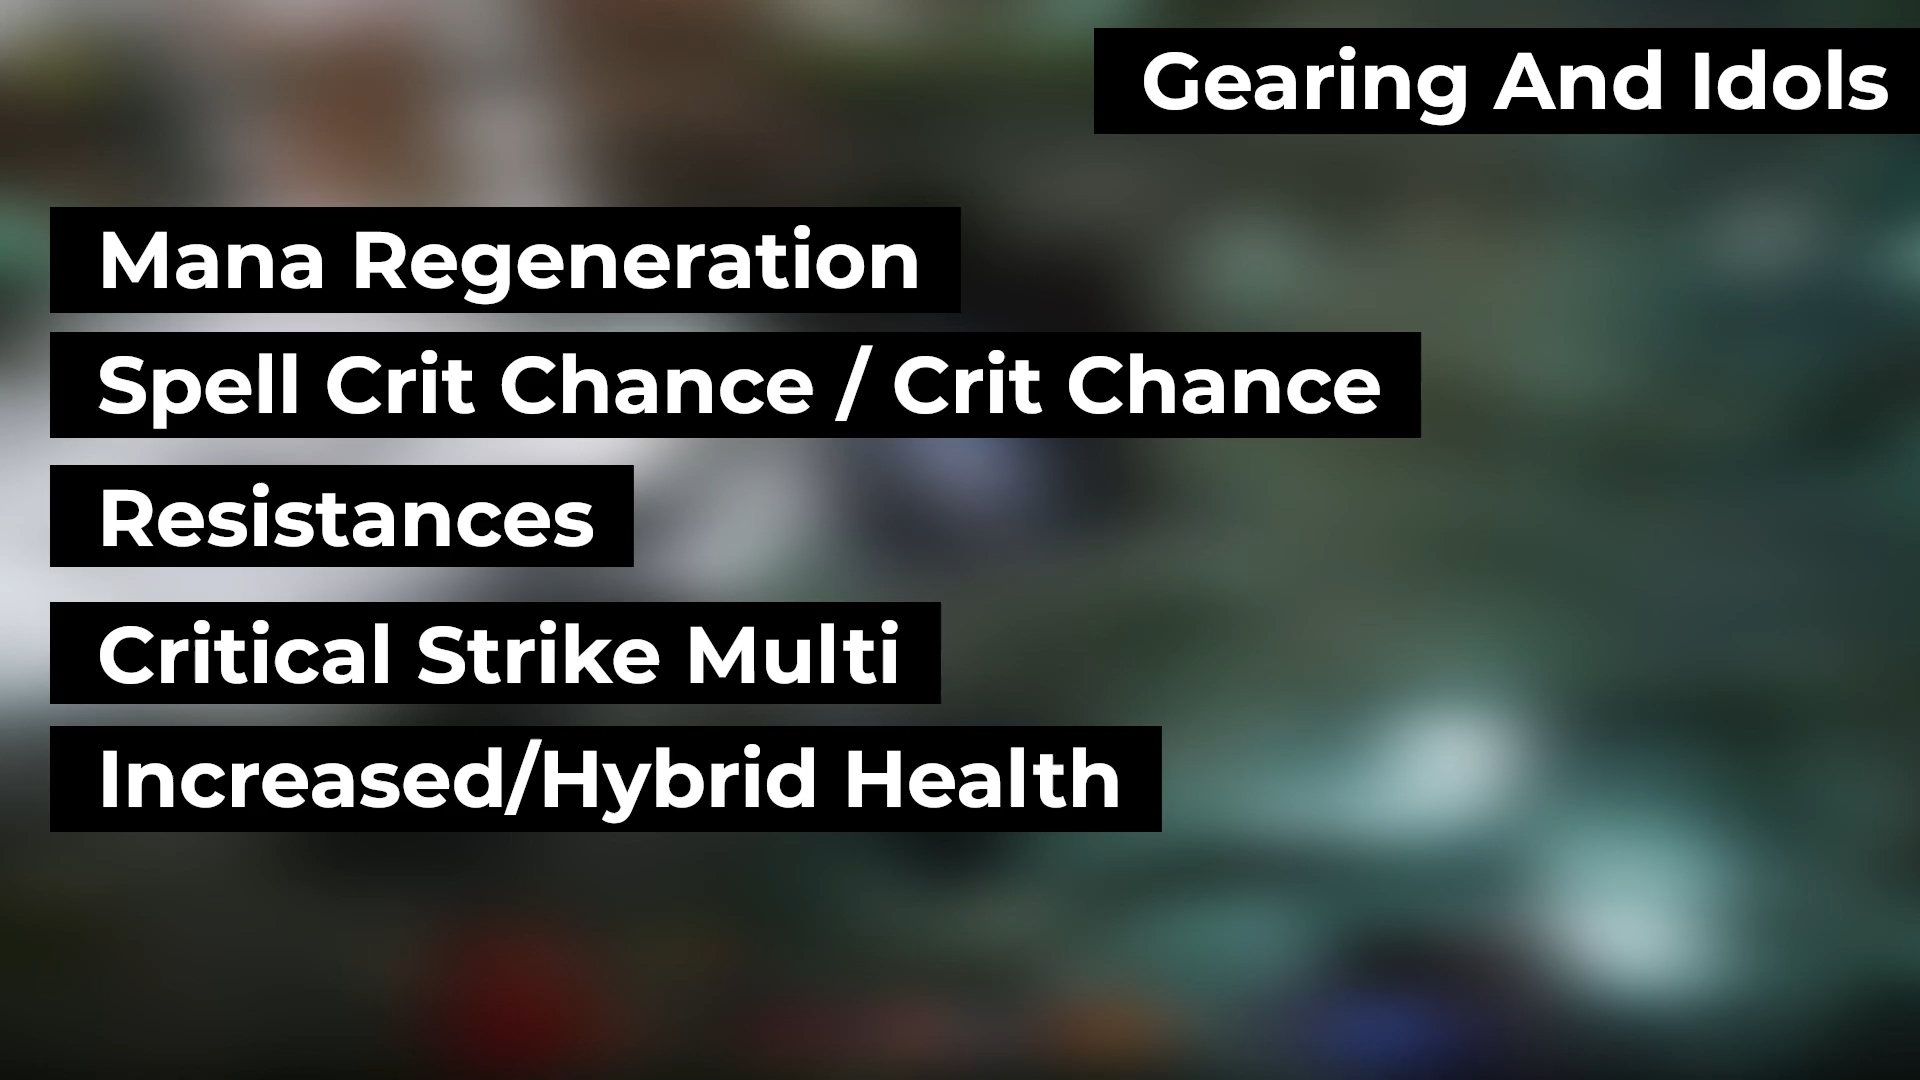 Gearing And Idols
Mana Regeneration
Spell Crit Chance / Crit Chance
Resistances
Critical Strike Multi
Increased/Hybrid Health